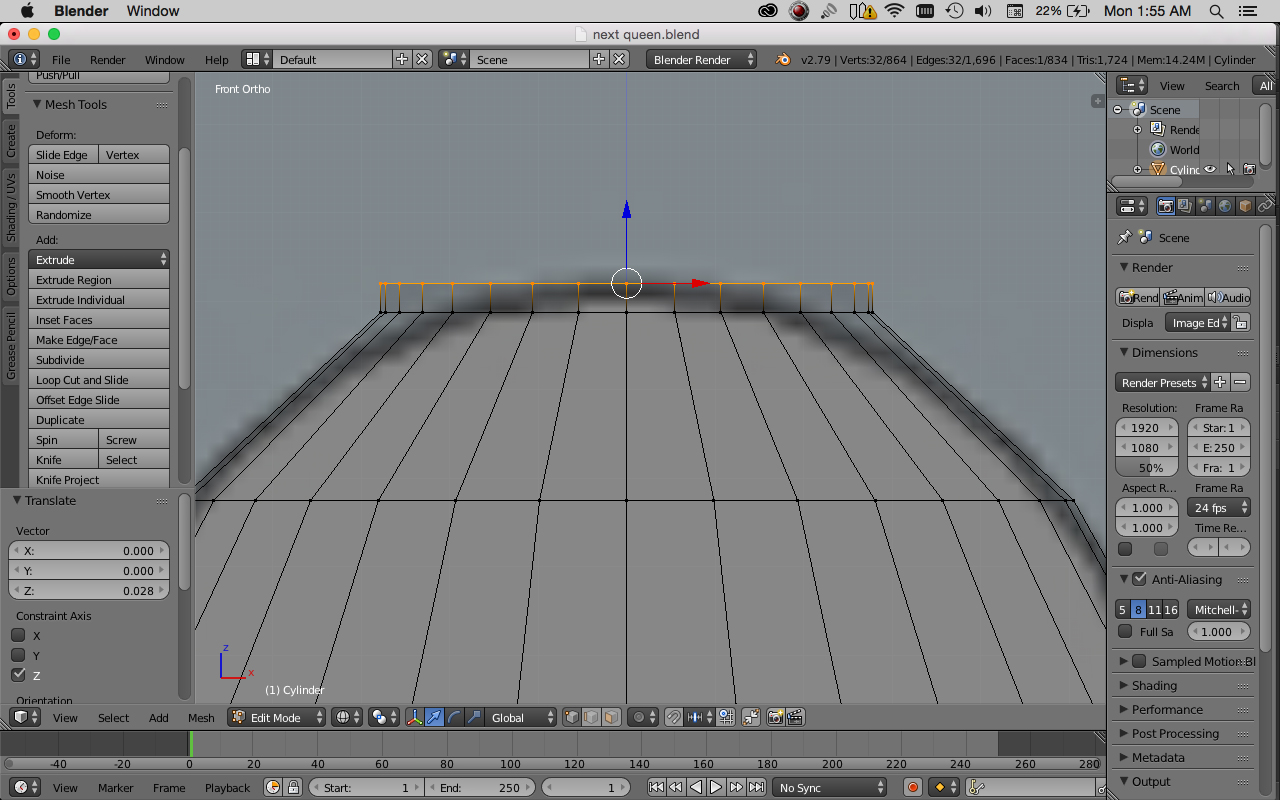 Blender Window 22% Mon 1:55 AM
next queen.blend
File Render Window Help Default Scene Blender Render v2.79 | Verts:32/864 | Edges:32/1,696 | Faces:1/834 | Tris:1,724 | Mem:14.24M | Cylinder
Push/Pull
Mesh Tools
Deform:
Slide Edge Vertex
Noise
Smooth Vertex
Randomize
Add:
Extrude
Extrude Region
Extrude Individual
Inset Faces
Make Edge/Face
Subdivide
Loop Cut and Slide
Offset Edge Slide
Duplicate
Spin Screw
Knife Select
Knife Project
Tools
Create
Shading / UVs
Options
Grease Pencil
Translate
Vector
X: 0.000
Y: 0.000
Z: 0.028
Constraint Axis
X
Y
Z
Orientation
Front Ortho
z
x
(1) Cylinder
View Select Add Mesh Edit Mode Global
-40 -20 0 20 40 60 80 100 120 140 160 180 200 220 240 260 280
View Marker Frame Playback Start: 1 End: 250 1 No Sync
View Search All
Scene
Rende
World
Cylinc
Scene
Render
Rend Anim Audio
Displa Image Ed
Dimensions
Render Presets
Resolution: Frame Ra
1920 Star: 1
1080 E: 250
50% Fra: 1
Aspect R... Frame Ra
1.000 24 fps
1.000 Time Re...
Anti-Aliasing
5 8 11 16 Mitchell-
Full Sa 1.000
Sampled Motion Bl
Shading
Performance
Post Processing
Metadata
Output